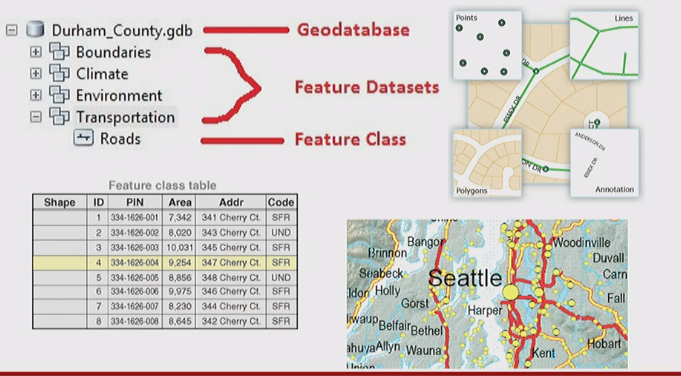 Durham_County.gdb
Geodatabase
Boundaries
Climate
Environment
Transportation
Roads
Feature Datasets
Feature Class
Points
Lines
Polygons
Annotation
ESSEX DR
ON DR
ANDERSON DR
ESSEX DR
Feature class table
Shape ID PIN Area Addr Code
1 334-1626-001 7,342 341 Cherry Ct. SFR
2 334-1626-002 8,020 343 Cherry Ct. UND
3 334-1626-003 10,031 345 Cherry Ct. SFR
4 334-1626-004 9,254 347 Cherry Ct. SFR
5 334-1626-005 8,856 348 Cherry Ct. UND
6 334-1626-006 9,975 346 Cherry Ct. SFR
7 334-1626-007 8,230 344 Cherry Ct. SFR
8 334-1626-008 8,645 342 Cherry Ct. SFR
Bangor
Woodinville
Brinnon
Duvall
Seabeck
Seattle
Carn
Holly
Fall
Gorst
Harper
Belfair
Bethel
Allyn
Wauna
Kent
Hobart